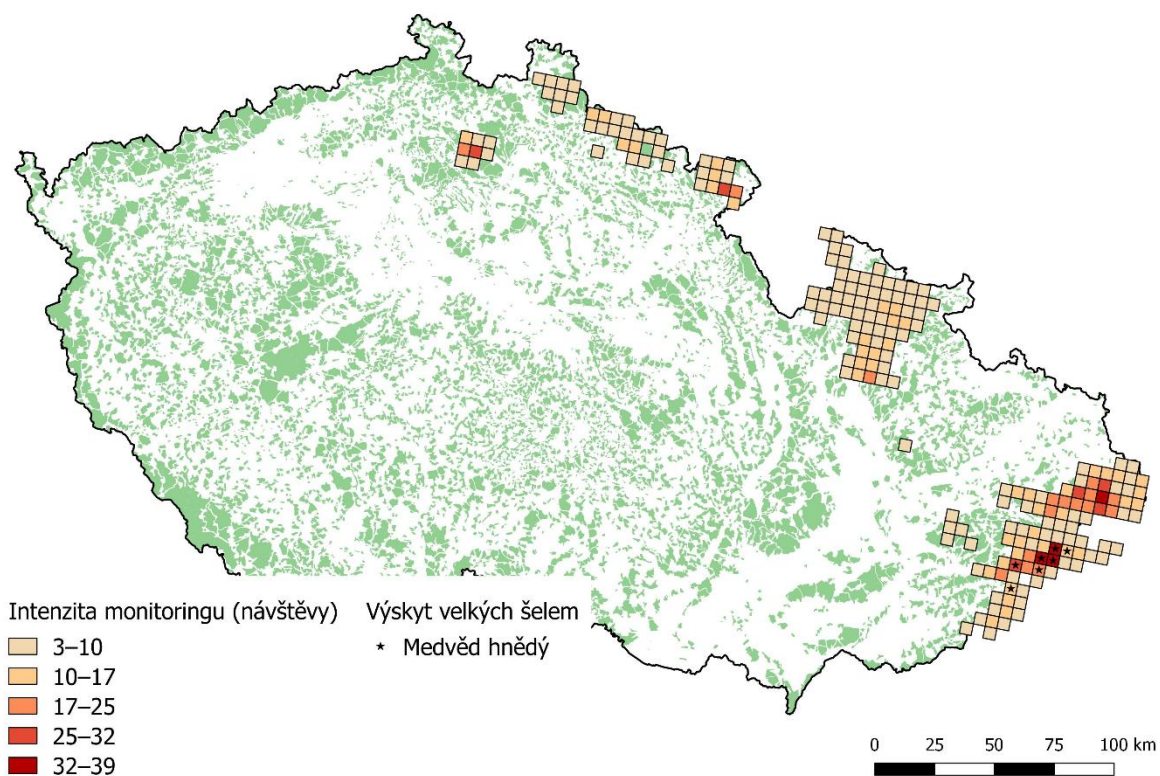 Intenzita monitoringu (návštěvy)
3–10
10–17
17–25
25–32
32–39
Výskyt velkých šelem
Medvěd hnědý
0 25 50 75 100 km